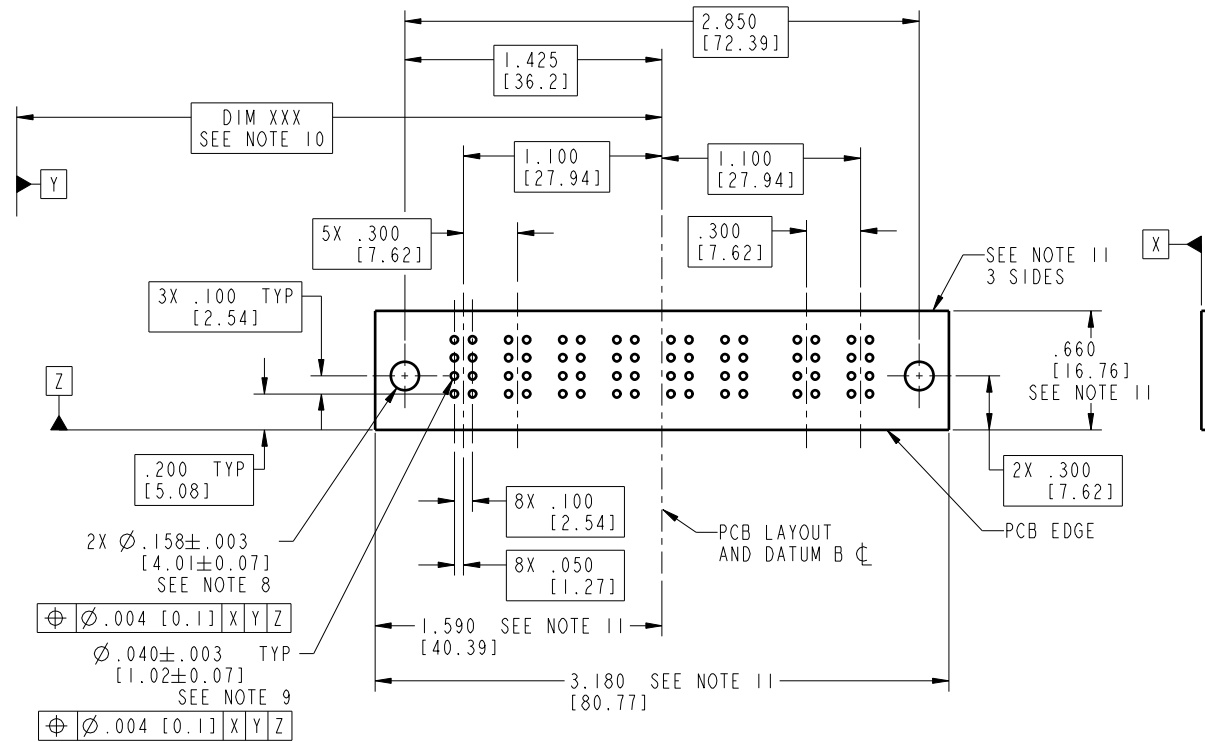 2.850
[72.39]
1.425
[36.2]
DIM XXX
SEE NOTE 10
1.100
[27.94]
1.100
[27.94]
Y
5X .300
[7.62]
.300
[7.62]
X
SEE NOTE 11
3 SIDES
3X .100 TYP
[2.54]
.660
[16.76]
SEE NOTE 11
Z
.200 TYP
[5.08]
8X .100
[2.54]
2X .300
[7.62]
PCB LAYOUT
AND DATUM B ℄
PCB EDGE
2X Ø.158±.003
[4.01±0.07]
SEE NOTE 8
8X .050
[1.27]
⌖ Ø.004 [0.1] X Y Z
1.590 SEE NOTE 11
[40.39]
Ø.040±.003 TYP
[1.02±0.07]
SEE NOTE 9
3.180 SEE NOTE 11
[80.77]
⌖ Ø.004 [0.1] X Y Z